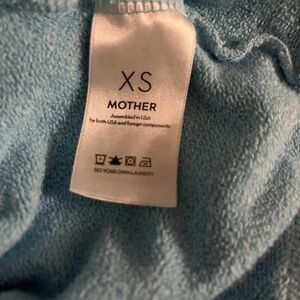 XS
MOTHER
Assembled in USA
by both USA and foreign components
DO YOUR OWN LAUNDRY